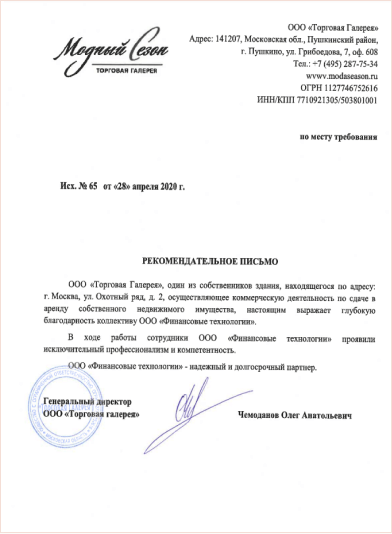 Модный Сезон
ТОРГОВАЯ ГАЛЕРЕЯ
ООО «Торговая Галерея»
Адрес: 141207, Московская обл., Пушкинский район,
г. Пушкино, ул. Грибоедова, 7, оф. 608
Тел.: +7 (495) 287-75-34
www.modaseason.ru
ОГРН 1127746752616
ИНН/КПП 7710921305/503801001
по месту требования
Исх. № 65 от «28» апреля 2020 г.
РЕКОМЕНДАТЕЛЬНОЕ ПИСЬМО
ООО «Торговая Галерея», один из собственников здания, находящегося по адресу:
г. Москва, ул. Охотный ряд, д. 2, осуществляющее коммерческую деятельность по сдаче в
аренду собственного недвижимого имущества, настоящим выражает глубокую
благодарность коллективу ООО «Финансовые технологии».
В ходе работы сотрудники ООО «Финансовые технологии» проявили
исключительный профессионализм и компетентность.
ООО «Финансовые технологии» - надежный и долгосрочный партнер.
Генеральный директор
ООО «Торговая галерея»
Чемоданов Олег Анатольевич